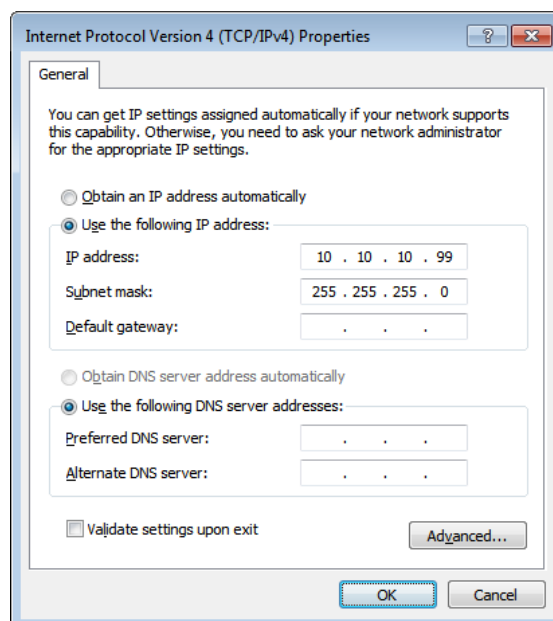 Internet Protocol Version 4 (TCP/IPv4) Properties
General
You can get IP settings assigned automatically if your network supports
this capability. Otherwise, you need to ask your network administrator
for the appropriate IP settings.
Obtain an IP address automatically
Use the following IP address:
IP address: 10 . 10 . 10 . 99
Subnet mask: 255 . 255 . 255 . 0
Default gateway: . . .
Obtain DNS server address automatically
Use the following DNS server addresses:
Preferred DNS server: . . .
Alternate DNS server: . . .
Validate settings upon exit
Advanced...
OK Cancel